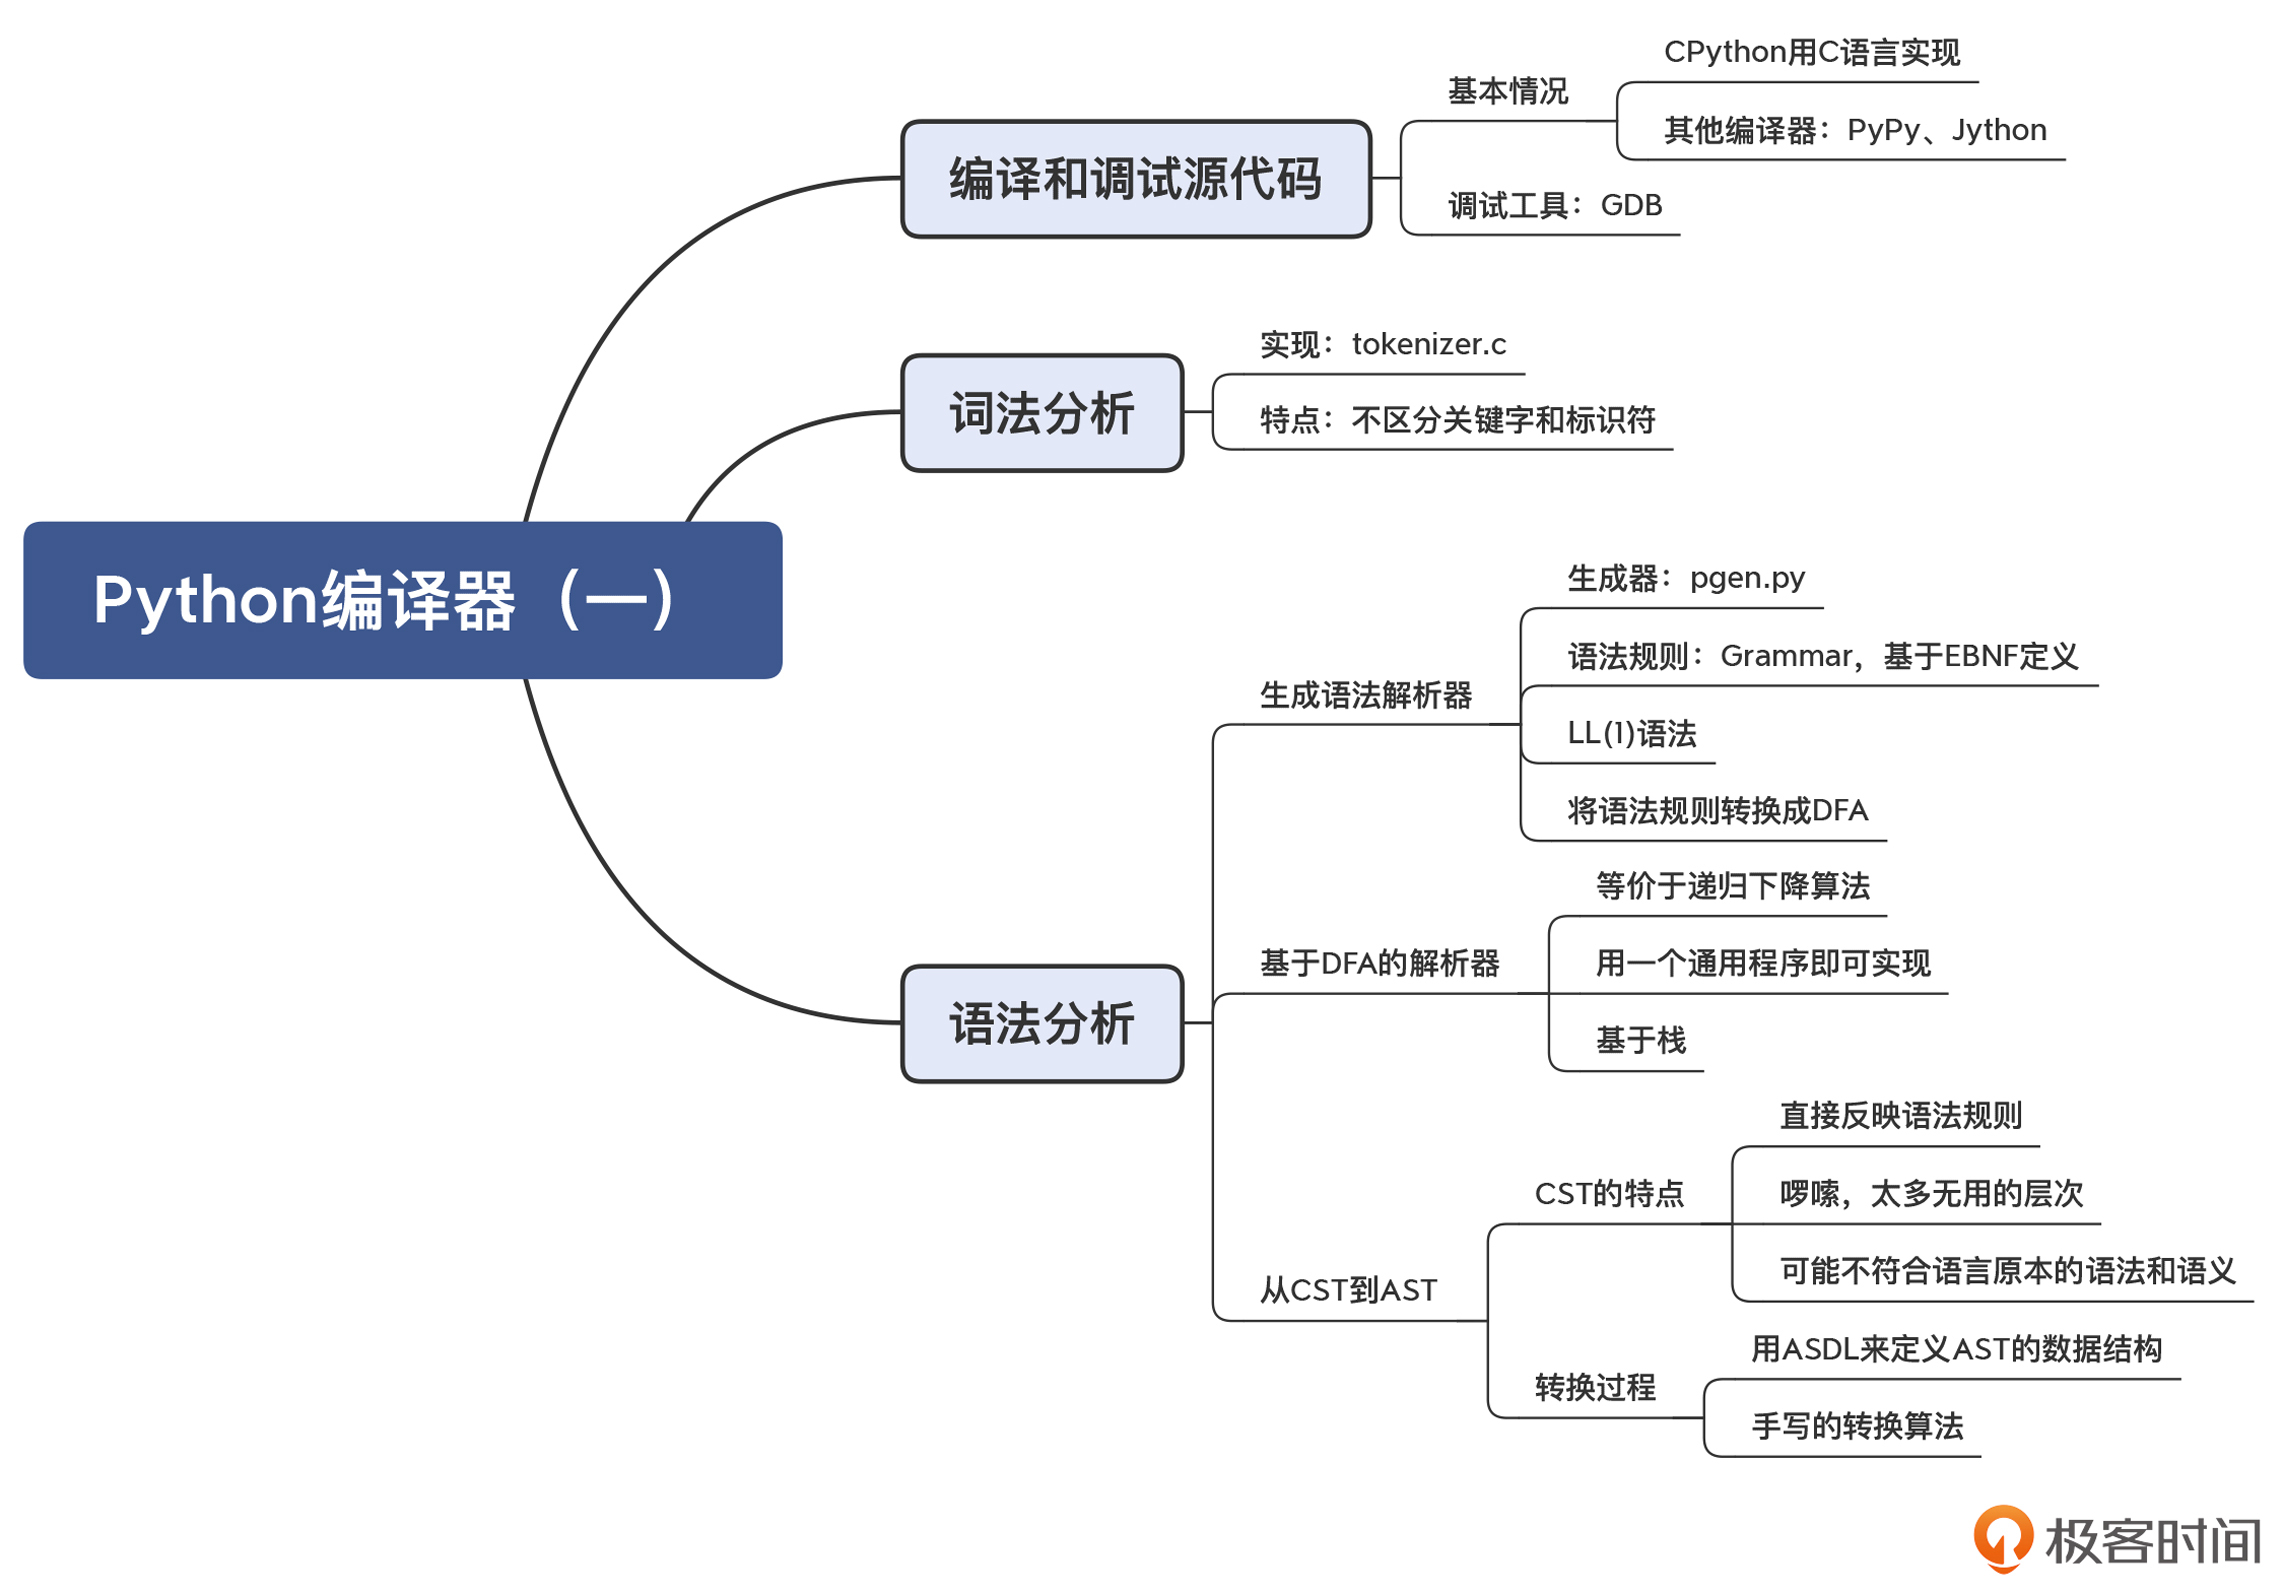 Python编译器（一）
编译和调试源代码
基本情况
CPython用C语言实现
其他编译器：PyPy、Jython
调试工具：GDB
词法分析
实现：tokenizer.c
特点：不区分关键字和标识符
语法分析
生成语法解析器
生成器：pgen.py
语法规则：Grammar，基于EBNF定义
LL(1)语法
将语法规则转换成DFA
基于DFA的解析器
等价于递归下降算法
用一个通用程序即可实现
基于栈
从CST到AST
CST的特点
直接反映语法规则
啰嗦，太多无用的层次
可能不符合语言原本的语法和语义
转换过程
用ASDL来定义AST的数据结构
手写的转换算法
极客时间